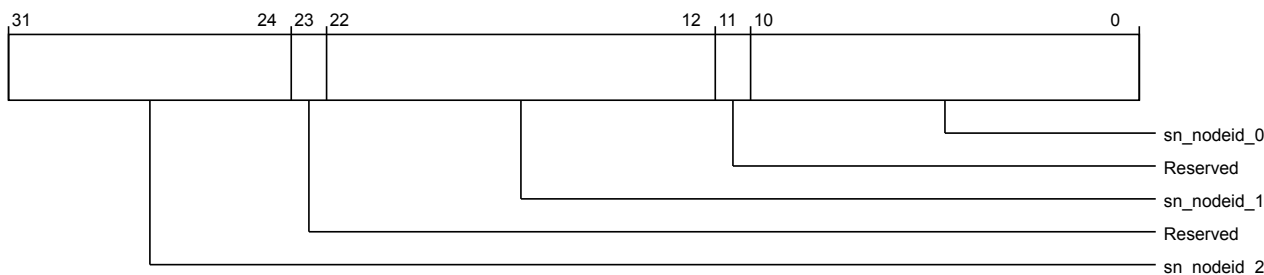 31 24 23 22 12 11 10 0
sn_nodeid_0
Reserved
sn_nodeid_1
Reserved
sn_nodeid_2